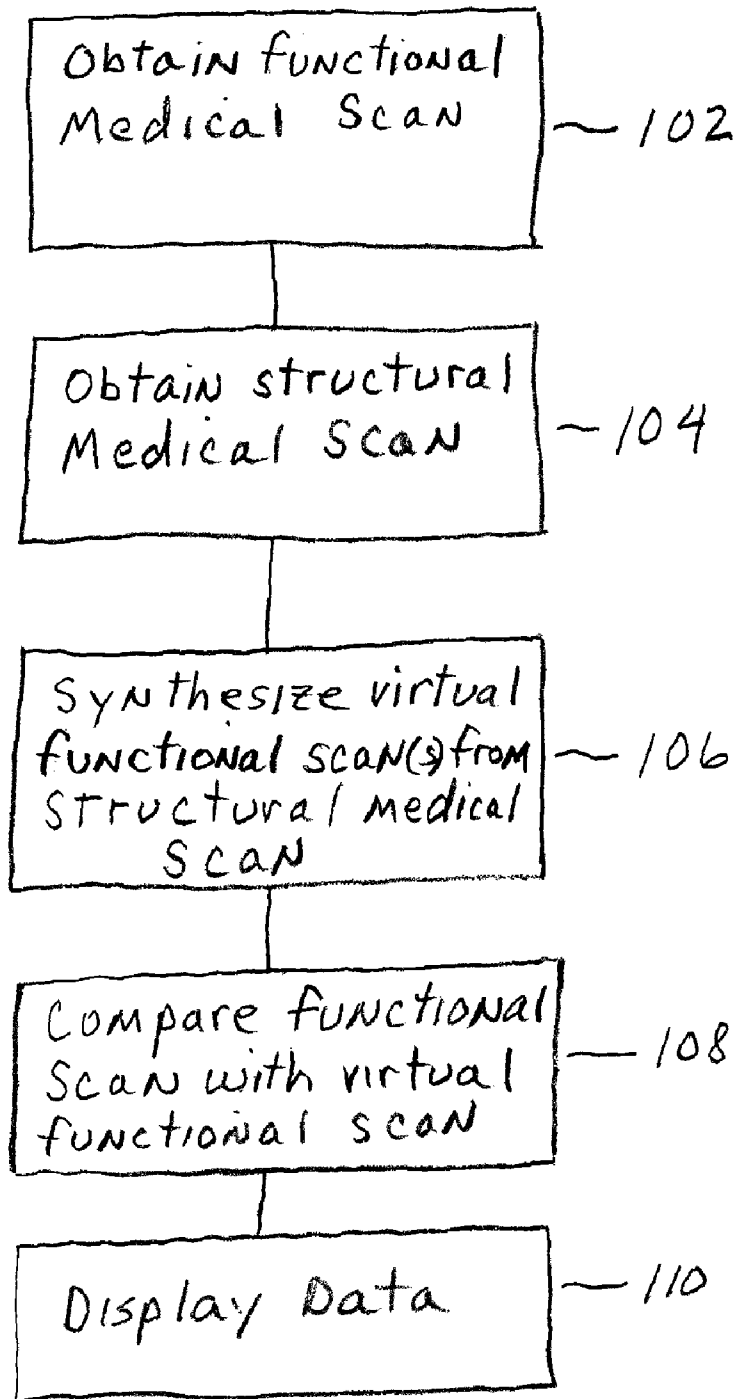 Obtain functional
Medical Scan
102
Obtain structural
Medical Scan
104
Synthesize virtual
functional scan(s) from
structural medical
scan
106
Compare functional
scan with virtual
functional scan
108
Display Data
110